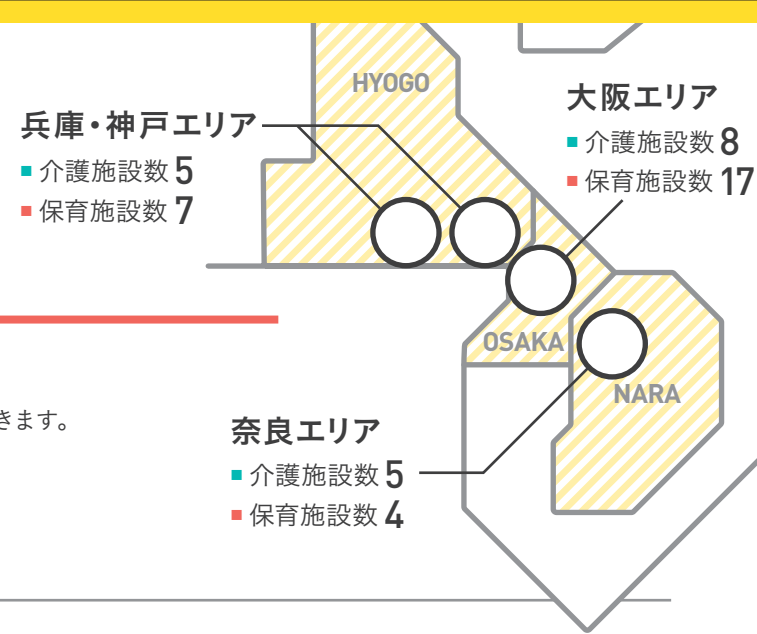 HYOGO
兵庫・神戸エリア
介護施設数 5
保育施設数 7
大阪エリア
介護施設数 8
保育施設数 17
OSAKA
NARA
きます。
奈良エリア
介護施設数 5
保育施設数 4